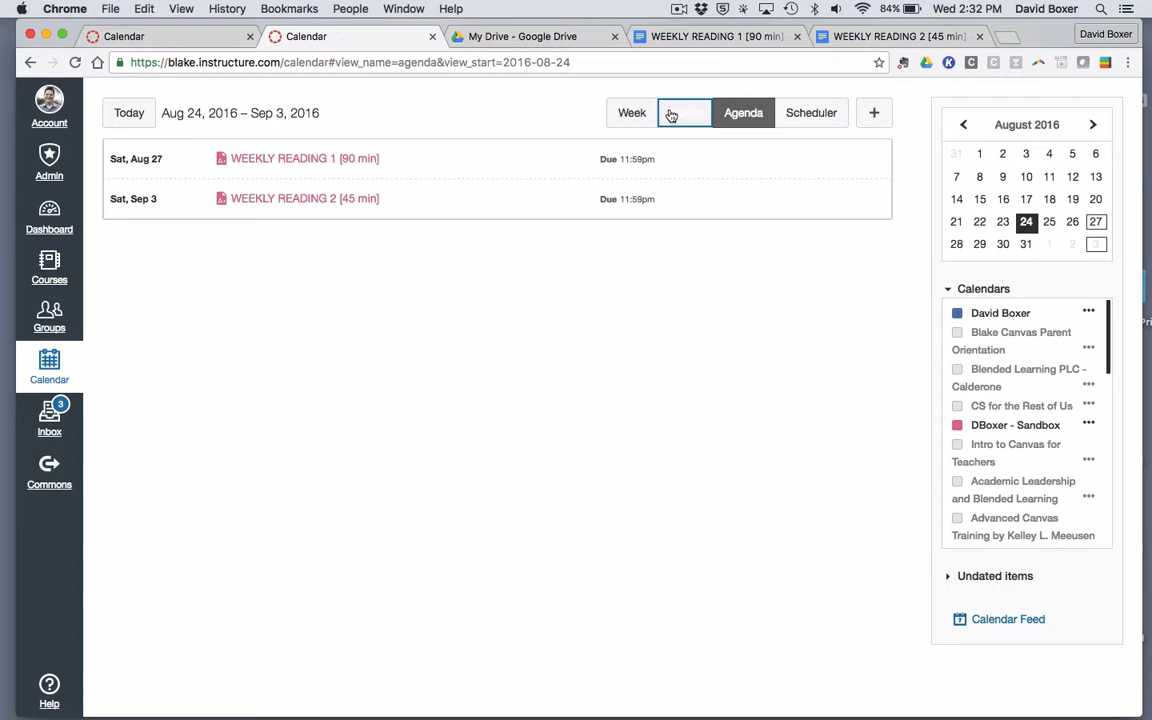 Chrome File Edit View History Bookmarks People Window Help 84% Wed 2:32 PM David Boxer
Calendar Calendar My Drive - Google Drive WEEKLY READING 1 [90 min] WEEKLY READING 2 [45 min] David Boxer
https://blake.instructure.com/calendar#view_name=agenda&view_start=2016-08-24
Account
Admin
Dashboard
Courses
Groups
Calendar
3
Inbox
Commons
Help
Today Aug 24, 2016 – Sep 3, 2016 Week Agenda Scheduler +
Sat, Aug 27 WEEKLY READING 1 [90 min] Due 11:59pm
Sat, Sep 3 WEEKLY READING 2 [45 min] Due 11:59pm
August 2016
31 1 2 3 4 5 6
7 8 9 10 11 12 13
14 15 16 17 18 19 20
21 22 23 24 25 26 27
28 29 30 31 1 2 3
Calendars
David Boxer
Blake Canvas Parent
Orientation
Blended Learning PLC -
Calderone
CS for the Rest of Us
DBoxer - Sandbox
Intro to Canvas for
Teachers
Academic Leadership
and Blended Learning
Advanced Canvas
Training by Kelley L. Meeusen
Undated items
Calendar Feed